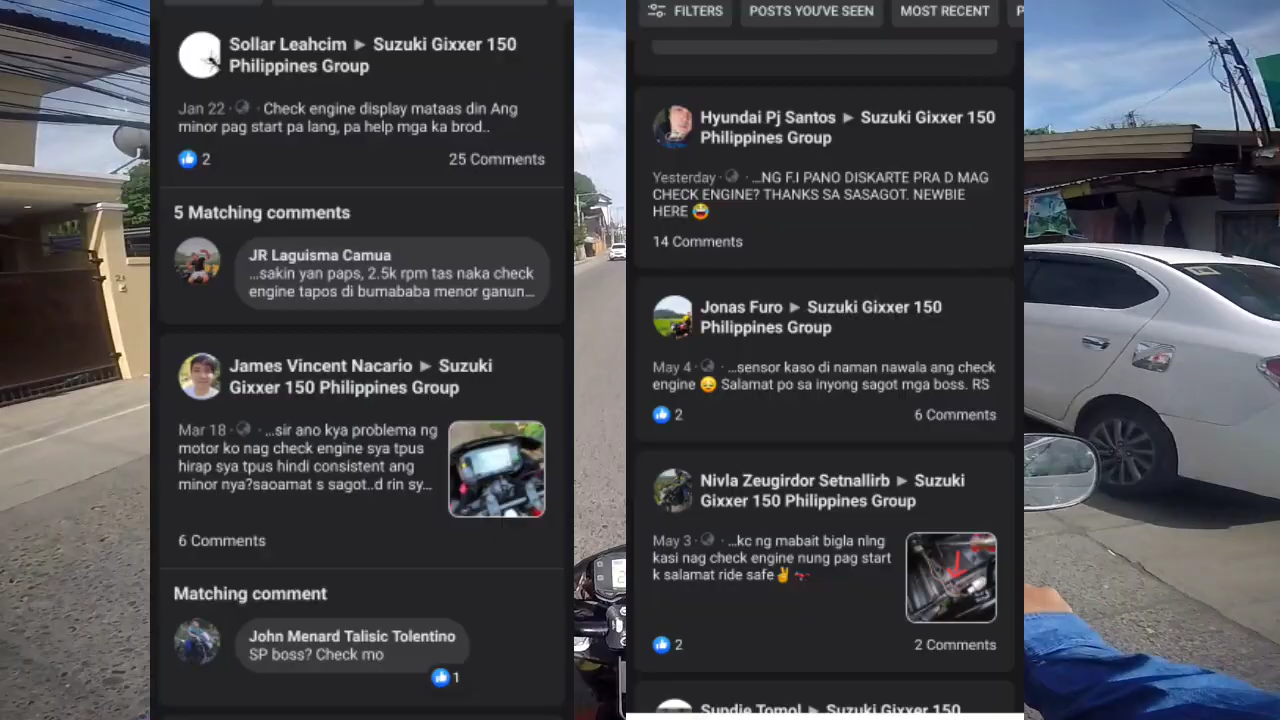 Sollar Leahcim ► Suzuki Gixxer 150
Philippines Group
Jan 22 · · Check engine display mataas din Ang
minor pag start pa lang, pa help mga ka brod..
2
25 Comments
5 Matching comments
JR Laguisma Camua
...sakin yan paps, 2.5k rpm tas naka check
engine tapos di bumababa menor ganun...
James Vincent Nacario ► Suzuki
Gixxer 150 Philippines Group
Mar 18 · · ...sir ano kya problema ng
motor ko nag check engine sya tpus
hirap sya tpus hindi consistent ang
minor nya?saoamat s sagot..d rin sy...
6 Comments
Matching comment
John Menard Talisic Tolentino
SP boss? Check mo
1
FILTERS
POSTS YOU'VE SEEN
MOST RECENT
P
Hyundai Pj Santos ► Suzuki Gixxer 150
Philippines Group
Yesterday · · ...NG F.I PANO DISKARTE PRA D MAG
CHECK ENGINE? THANKS SA SASAGOT. NEWBIE
HERE 😂
14 Comments
Jonas Furo ► Suzuki Gixxer 150
Philippines Group
May 4 · · ...sensor kaso di naman nawala ang check
engine 😥 Salamat po sa inyong sagot mga boss. RS
2
6 Comments
Nivla Zeugirdor Setnallirb ► Suzuki
Gixxer 150 Philippines Group
May 3 · · ...kc ng mabait bigla nlng
kasi nag check engine nung pag start
k salamat ride safe✌
2
2 Comments
Sundie Tomol ► Suzuki Gixxer 150